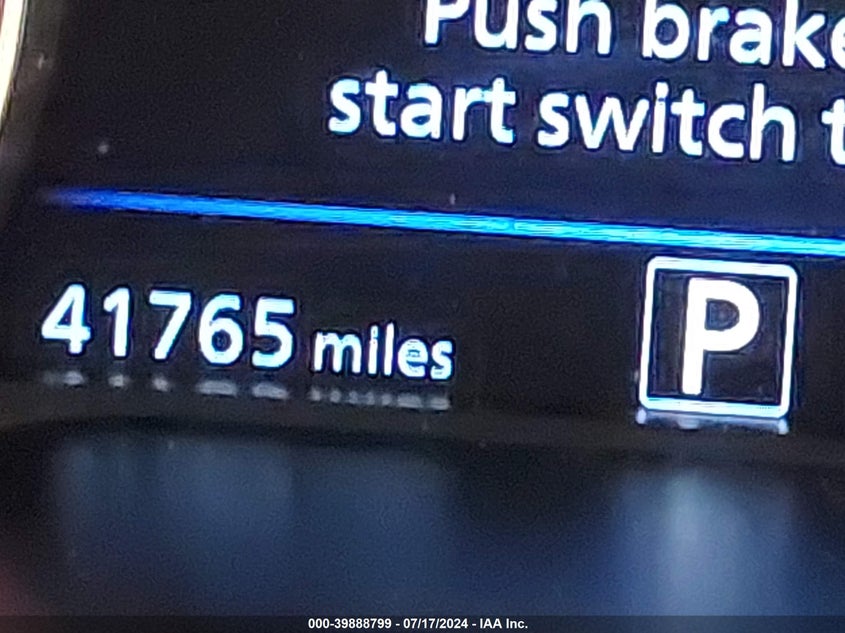 Push brake
start switch t
41765 miles
P
000-39888799 - 07/17/2024 - IAA Inc.